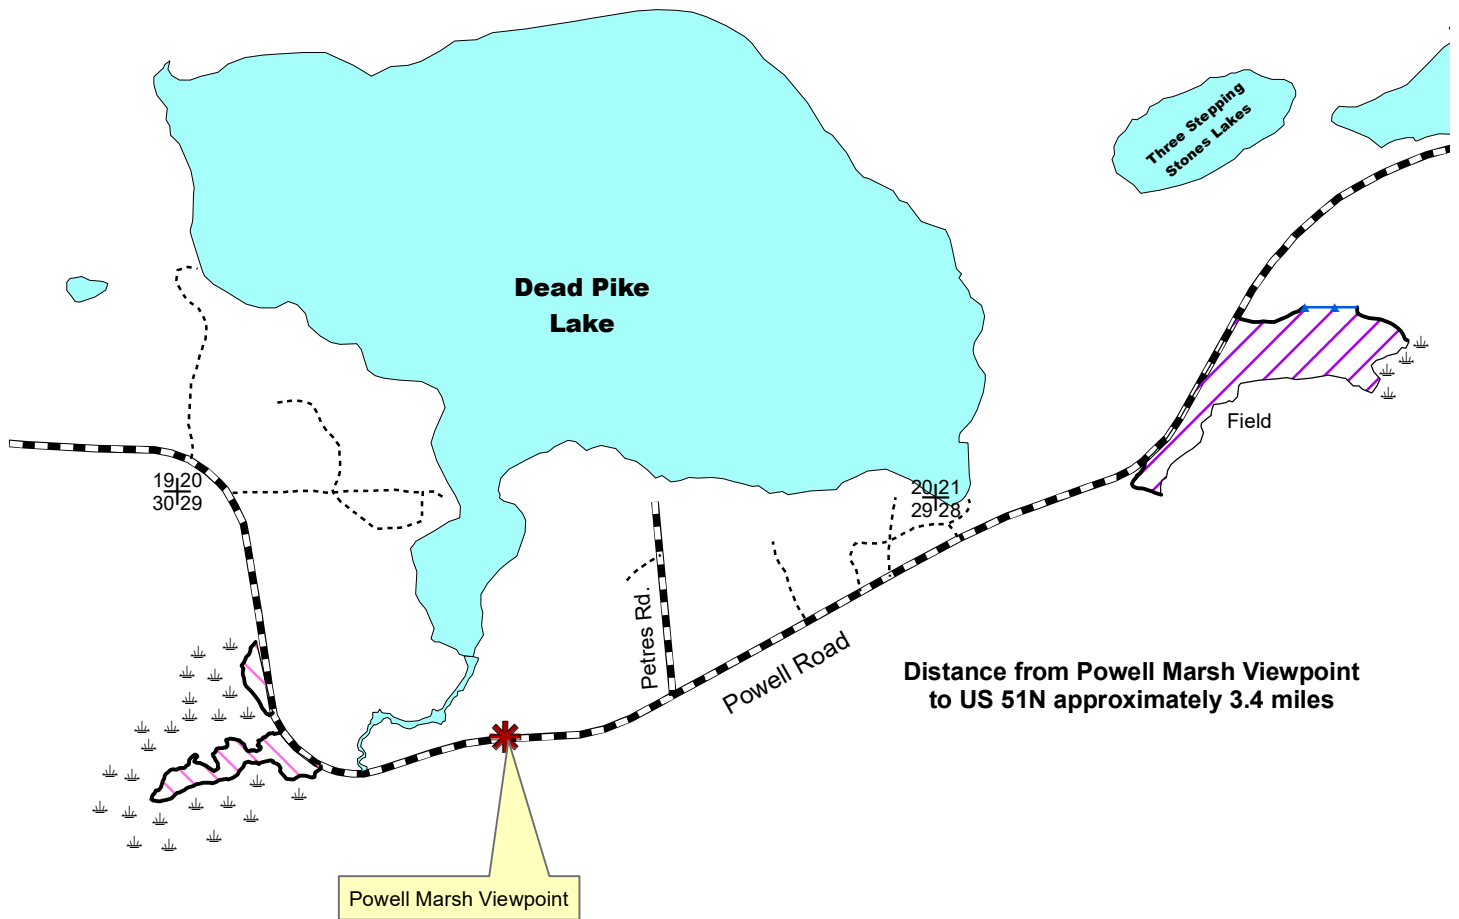 Three Stepping
Stones Lakes
Dead Pike
Lake
Field
19 20
30 29
20 21
29 28
Petres Rd.
Powell Road
Distance from Powell Marsh Viewpoint
to US 51N approximately 3.4 miles
Powell Marsh Viewpoint